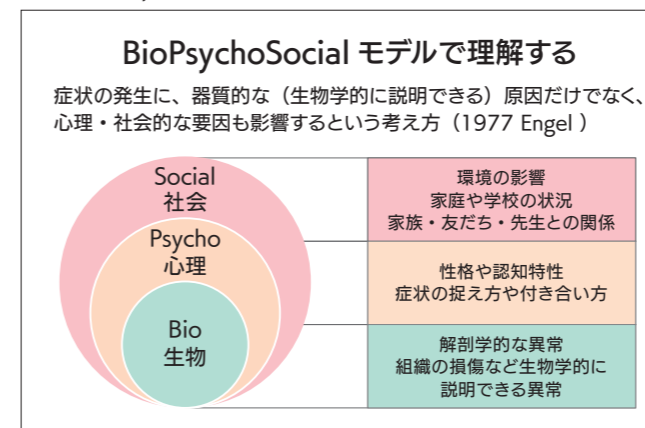 BioPsychoSocial モデルで理解する
症状の発生に、器質的な（生物学的に説明できる）原因だけでなく、
心理・社会的な要因も影響するという考え方（1977 Engel ）
Social
社会
Psycho
心理
Bio
生物
環境の影響
家庭や学校の状況
家族・友だち・先生との関係
性格や認知特性
症状の捉え方や付き合い方
解剖学的な異常
組織の損傷など生物学的に
説明できる異常